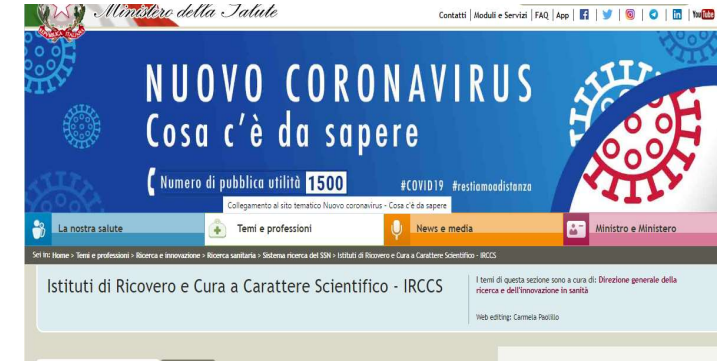 Ministero della Salute
Contatti | Moduli e Servizi | FAQ | App |
You Tube
REPVBBLICA ITALIANA
NUOVO CORONAVIRUS
Cosa c'è da sapere
Numero di pubblica utilità 1500
#COVID19 #restiamoadistanza
Collegamento al sito tematico Nuovo coronavirus - Cosa c'è da sapere
La nostra salute
Temi e professioni
News e media
Ministro e Ministero
Sei in: Home > Temi e professioni > Ricerca e innovazione > Ricerca sanitaria > Sistema ricerca del SSN > Istituti di Ricovero e Cura a Carattere Scientifico - IRCCS
Istituti di Ricovero e Cura a Carattere Scientifico - IRCCS
I temi di questa sezione sono a cura di: Direzione generale della
ricerca e dell'innovazione in sanità
Web editing: Carmela Paolillo